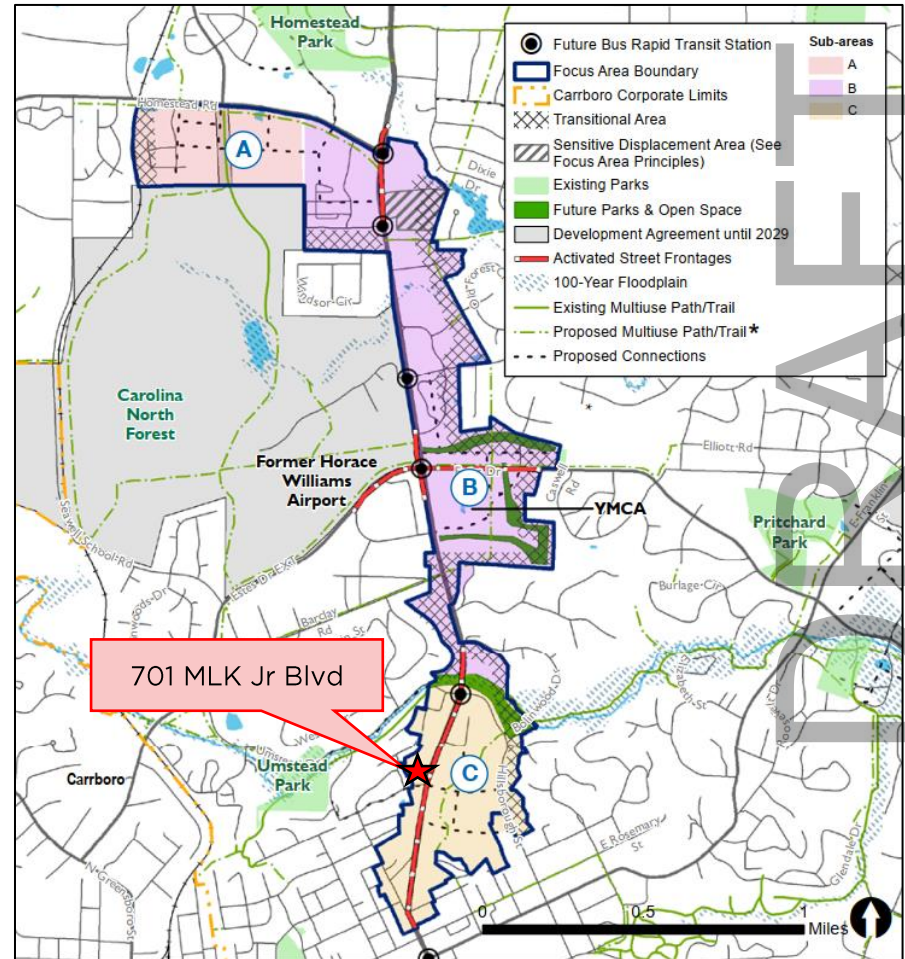 Homestead
Park
Homestead Rd
A
Dixie
Dr
Windsor Cir
Old Forest
Carolina
North
Forest
Former Horace
Williams
Airport
Elliott Rd
Dr
Caswell
Rd
B
YMCA
Pritchard
Park
E Franklin
St
Seawell School Rd
Estes Dr EXT
Barclay
Rd
Burlage Cir
701 MLK Jr Blvd
Umstead
Park
C
Hillsborough St
Carrboro
E Rosemary
St
N Greensboro
St
Glendale Dr
0 0.5 1
Miles
Future Bus Rapid Transit Station
Focus Area Boundary
Carrboro Corporate Limits
Transitional Area
Sensitive Displacement Area (See
Focus Area Principles)
Existing Parks
Future Parks & Open Space
Development Agreement until 2029
Activated Street Frontages
100-Year Floodplain
Existing Multiuse Path/Trail
Proposed Multiuse Path/Trail*
Proposed Connections
Sub-areas
A
B
C
DRAFT